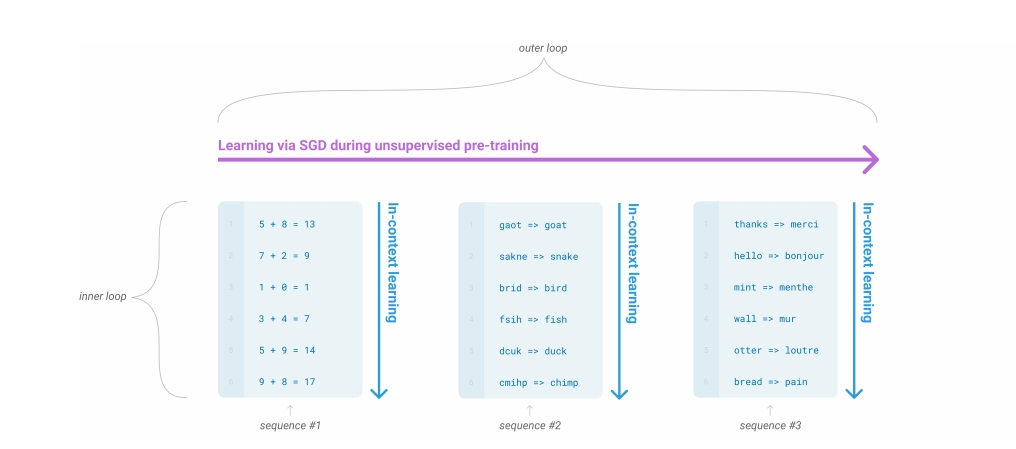 outer loop
Learning via SGD during unsupervised pre-training
inner loop
1 5 + 8 = 13
2 7 + 2 = 9
3 1 + 0 = 1
4 3 + 4 = 7
5 5 + 9 = 14
6 9 + 8 = 17
In-context learning
sequence #1
1 gaot => goat
2 sakne => snake
3 brid => bird
4 fsih => fish
5 dcuk => duck
6 cmihp => chimp
In-context learning
sequence #2
1 thanks => merci
2 hello => bonjour
3 mint => menthe
4 wall => mur
5 otter => loutre
6 bread => pain
In-context learning
sequence #3